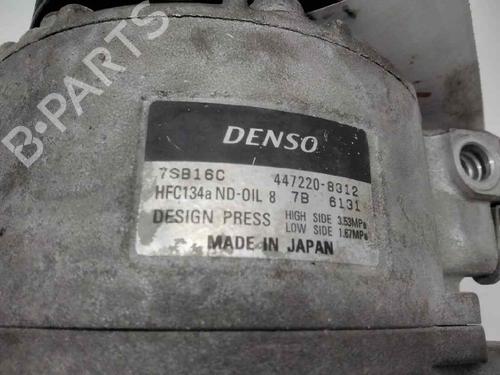 B-PARTS
DENSO
7SB16C 447220-8312
HFC134a ND-OIL 8 7B 6131
DESIGN PRESS HIGH SIDE 3.53MPa
LOW SIDE 1.67MPa
MADE IN JAPAN